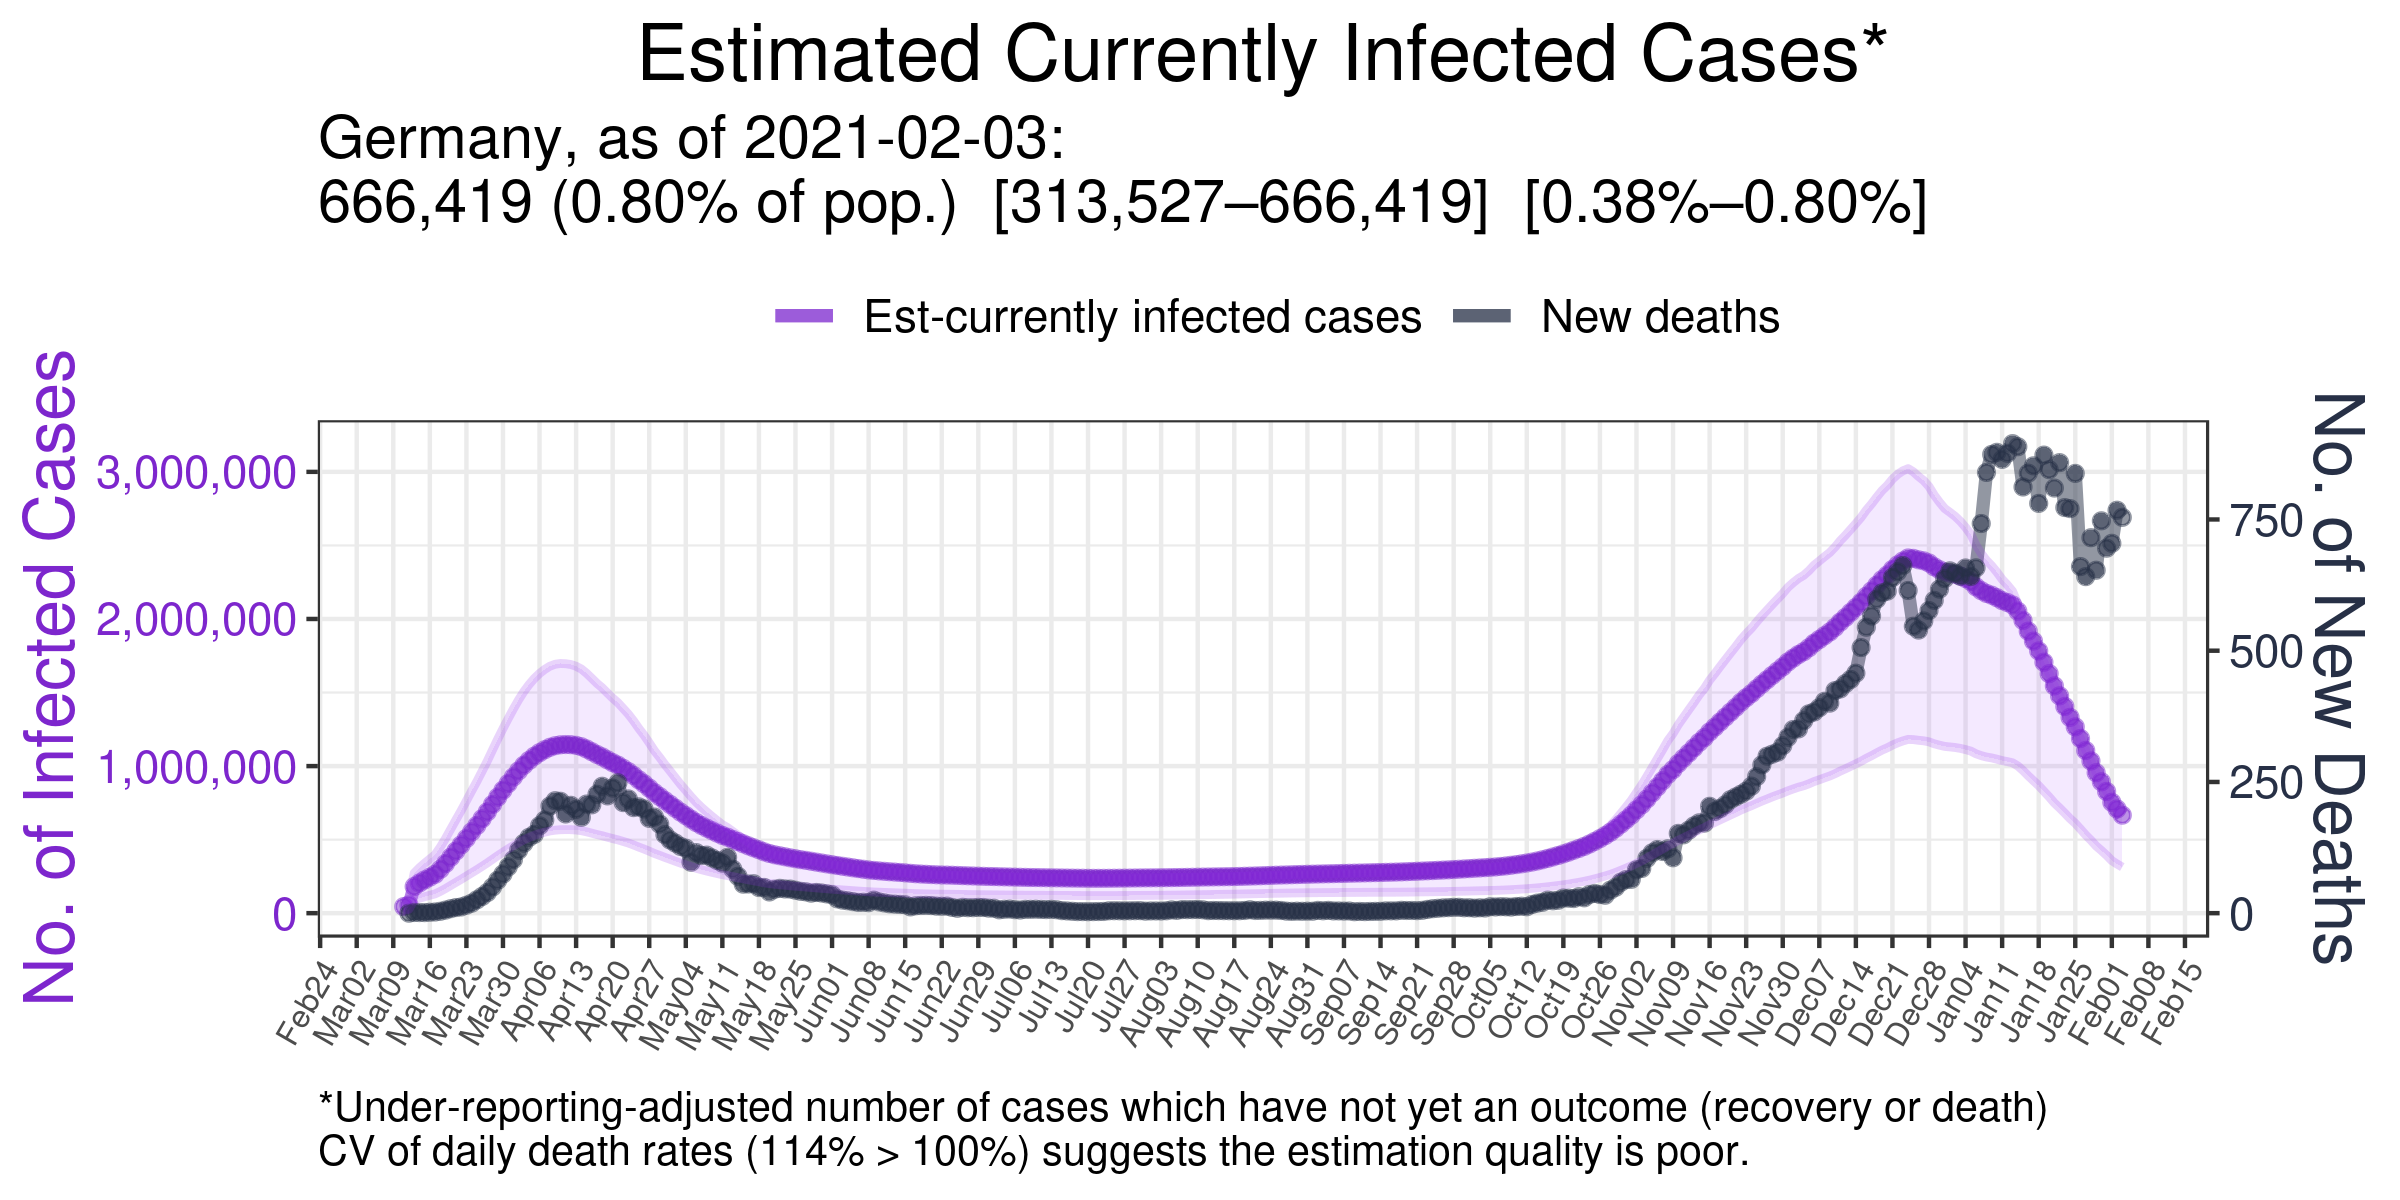 Estimated Currently Infected Cases*
Germany, as of 2021-02-03:
666,419 (0.80% of pop.)  [313,527–666,419]  [0.38%–0.80%]
Est-currently infected cases
New deaths
No. of Infected Cases
3,000,000
2,000,000
1,000,000
0
No. of New Deaths
750
500
250
0
Feb24
Mar02
Mar09
Mar16
Mar23
Mar30
Apr06
Apr13
Apr20
Apr27
May04
May11
May18
May25
Jun01
Jun08
Jun15
Jun22
Jun29
Jul06
Jul13
Jul20
Jul27
Aug03
Aug10
Aug17
Aug24
Aug31
Sep07
Sep14
Sep21
Sep28
Oct05
Oct12
Oct19
Oct26
Nov02
Nov09
Nov16
Nov23
Nov30
Dec07
Dec14
Dec21
Dec28
Jan04
Jan11
Jan18
Jan25
Feb01
Feb08
Feb15
*Under-reporting-adjusted number of cases which have not yet an outcome (recovery or death)
CV of daily death rates (114% > 100%) suggests the estimation quality is poor.